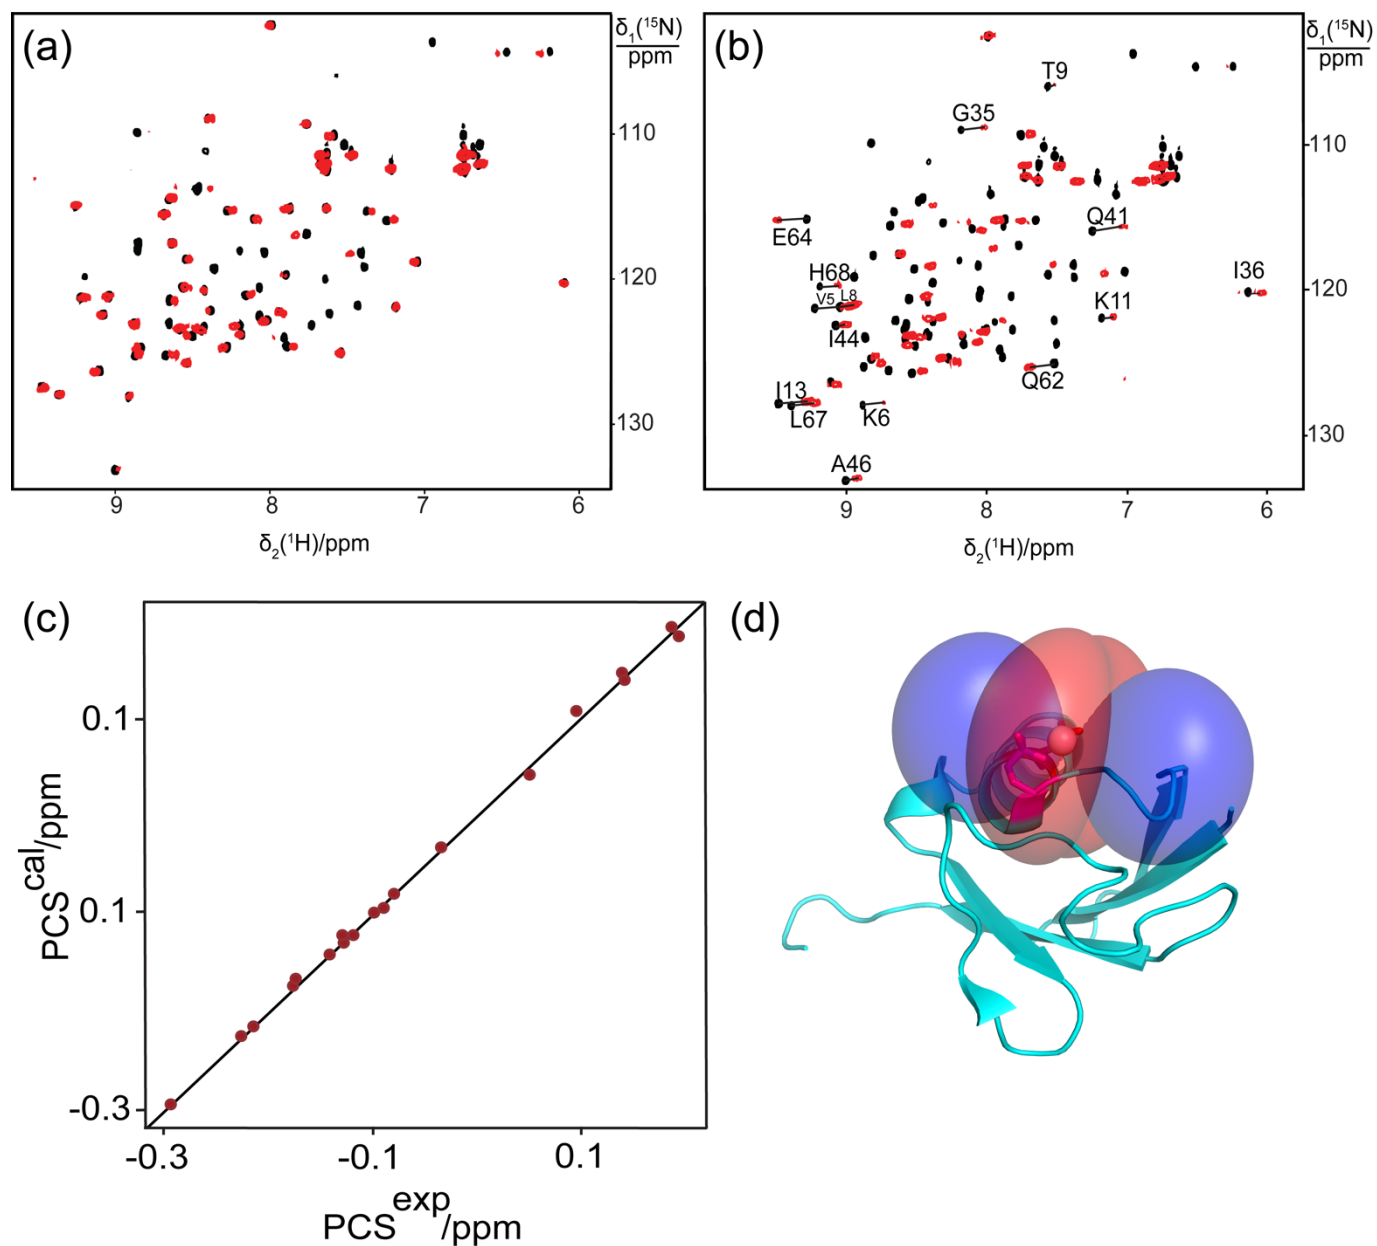 (a)
δ₁(¹⁵N)
ppm
110
120
130
9 8 7 6
δ₂(¹H)/ppm
(b)
δ₁(¹⁵N)
ppm
T9
G35
110
E64
Q41
H68
I36
V5 L8
120
K11
I44
Q62
I13
L67
K6
130
A46
9 8 7 6
δ₂(¹H)/ppm
(c)
0.1
0.1
-0.3
PCSᶜᵃˡ/ppm
-0.3 -0.1 0.1
PCSᵉˣᵖ/ppm
(d)